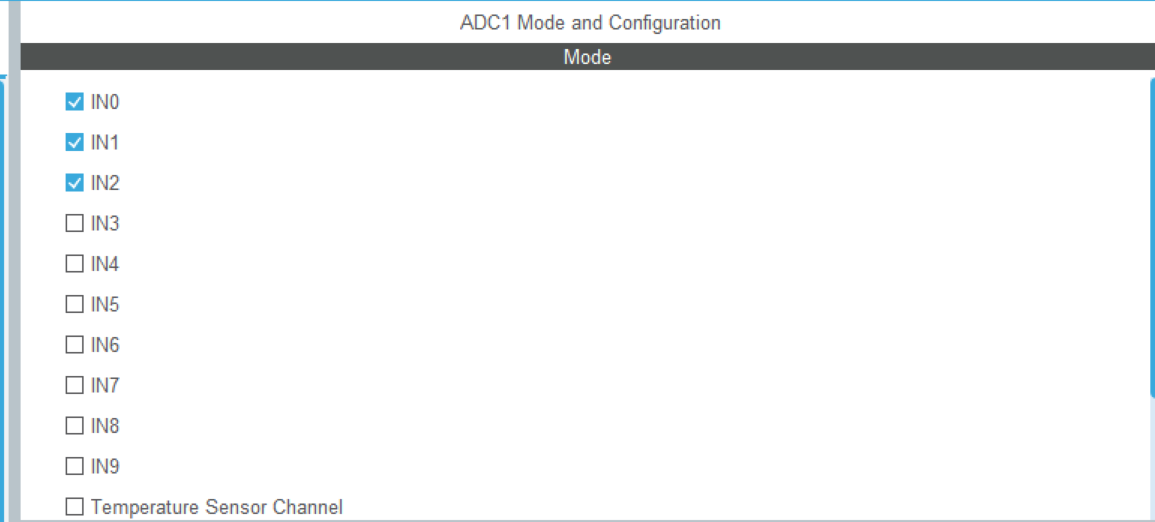 ADC1 Mode and Configuration
Mode
IN0
IN1
IN2
IN3
IN4
IN5
IN6
IN7
IN8
IN9
Temperature Sensor Channel